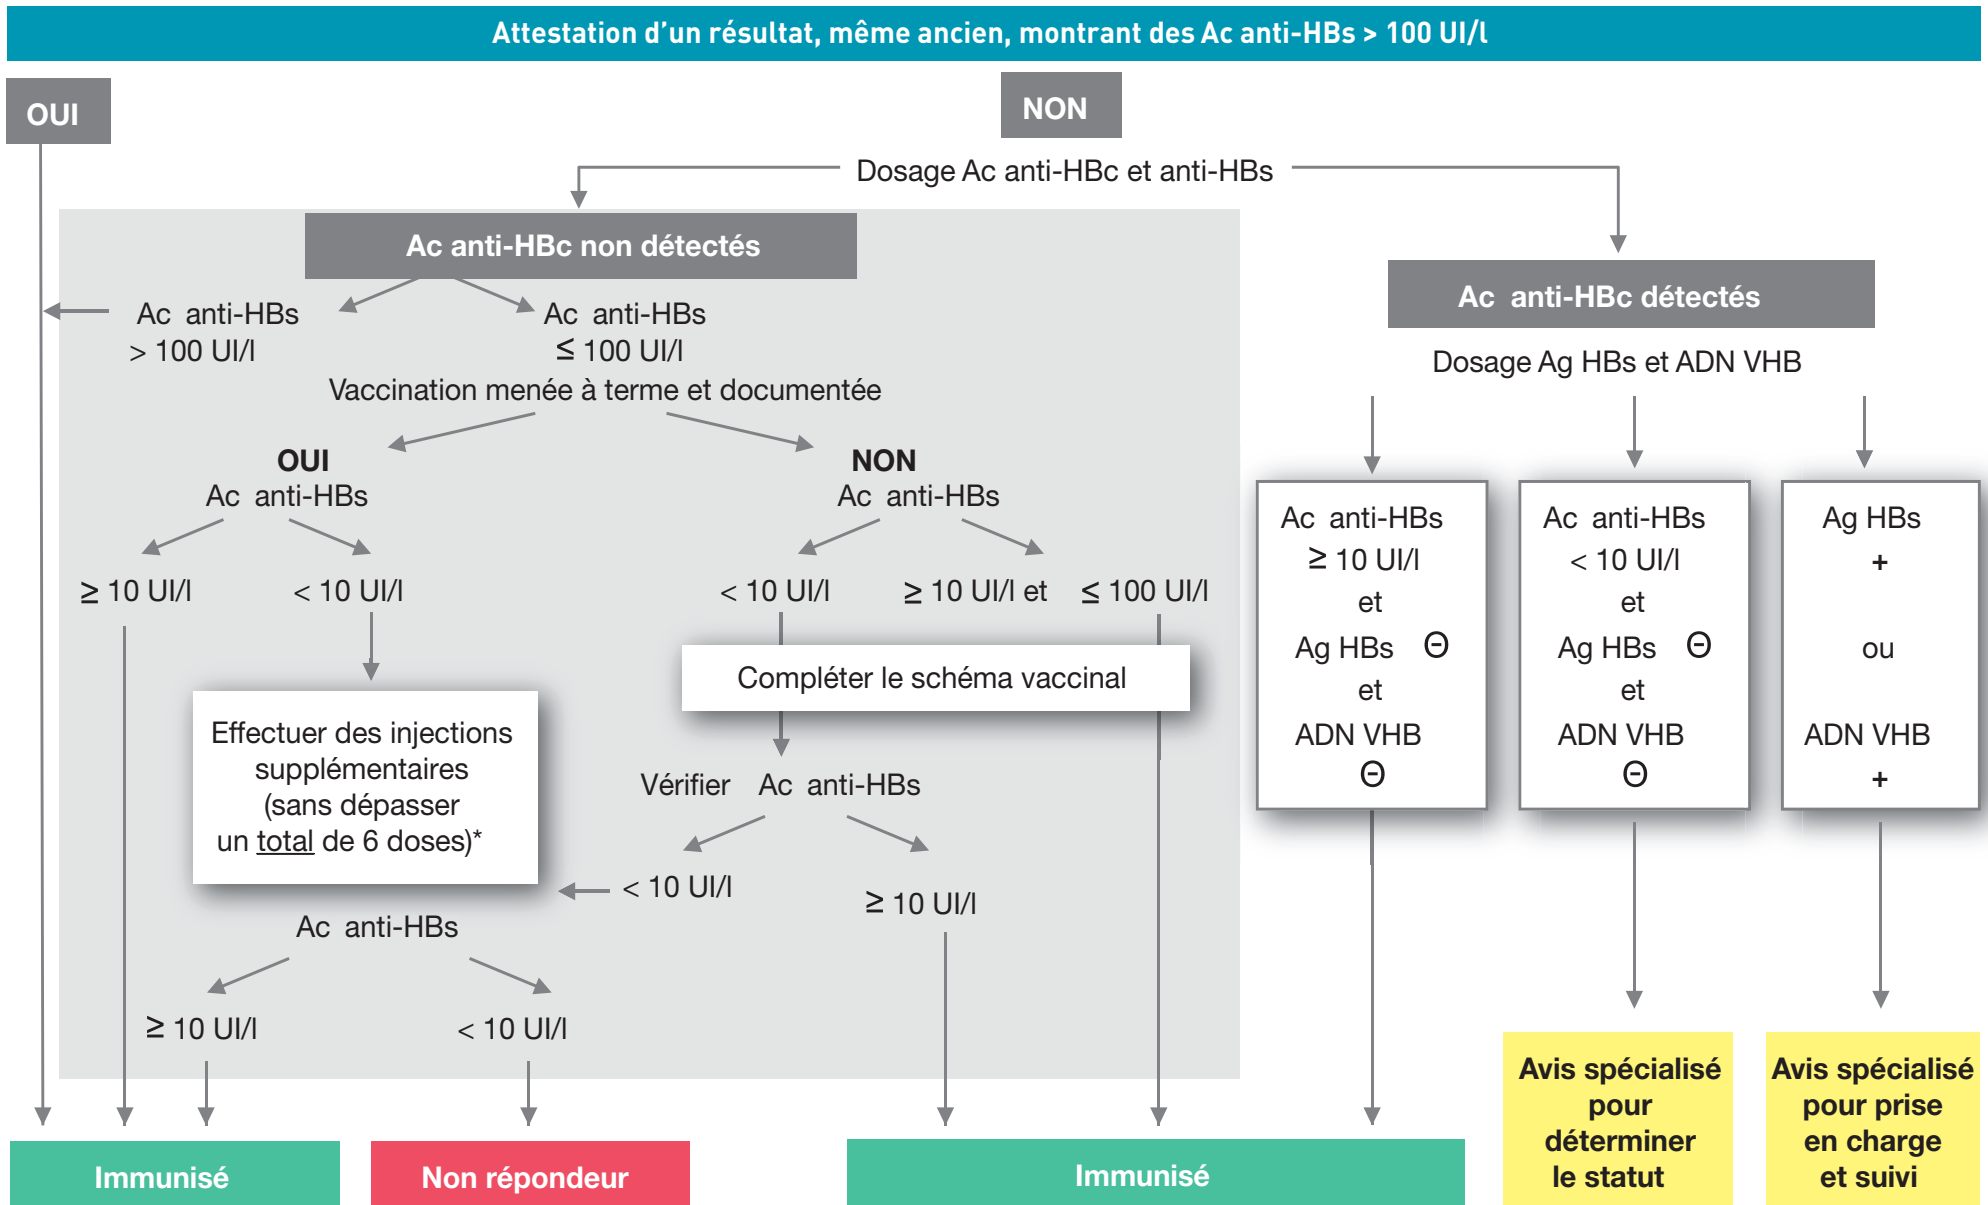 Attestation d'un résultat, même ancien, montrant des Ac anti-HBs > 100 UI/l
OUI
NON
Dosage Ac anti-HBc et anti-HBs
Ac anti-HBc non détectés
Ac anti-HBs
> 100 UI/l
Ac anti-HBs
≤ 100 UI/l
Vaccination menée à terme et documentée
OUI
Ac anti-HBs
NON
Ac anti-HBs
≥ 10 UI/l
< 10 UI/l
< 10 UI/l
≥ 10 UI/l et ≤ 100 UI/l
Effectuer des injections
supplémentaires
(sans dépasser
un total de 6 doses)*
Compléter le schéma vaccinal
Vérifier Ac anti-HBs
< 10 UI/l
≥ 10 UI/l
Ac anti-HBs
≥ 10 UI/l
< 10 UI/l
Ac anti-HBc détectés
Dosage Ag HBs et ADN VHB
Ac anti-HBs
≥ 10 UI/l
et
Ag HBs ⊖
et
ADN VHB
⊖
Ac anti-HBs
< 10 UI/l
et
Ag HBs ⊖
et
ADN VHB
⊖
Ag HBs
+
ou
ADN VHB
+
Immunisé
Non répondeur
Immunisé
Avis spécialisé
pour
déterminer
le statut
Avis spécialisé
pour prise
en charge
et suivi